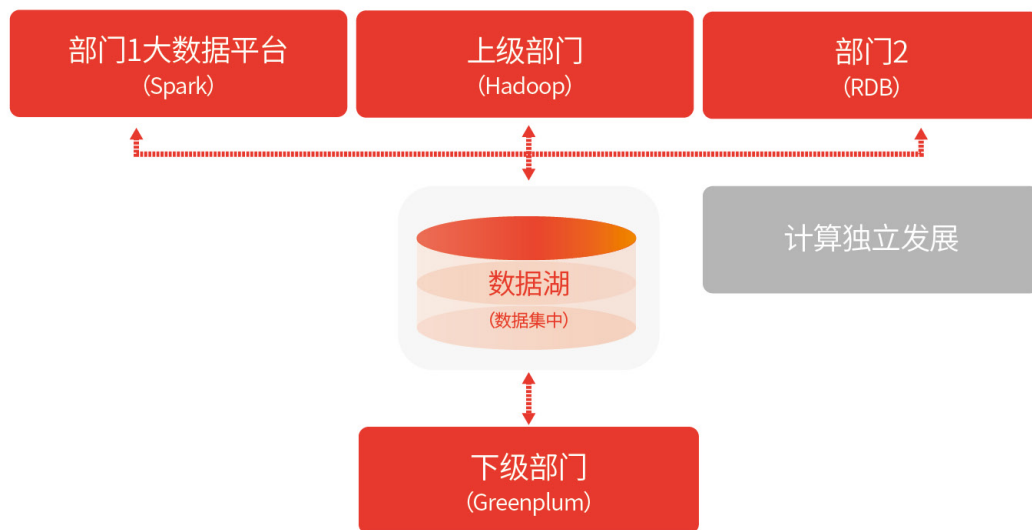 部门1大数据平台
（Spark）
上级部门
（Hadoop）
部门2
（RDB）
计算独立发展
数据湖
（数据集中）
下级部门
（Greenplum）